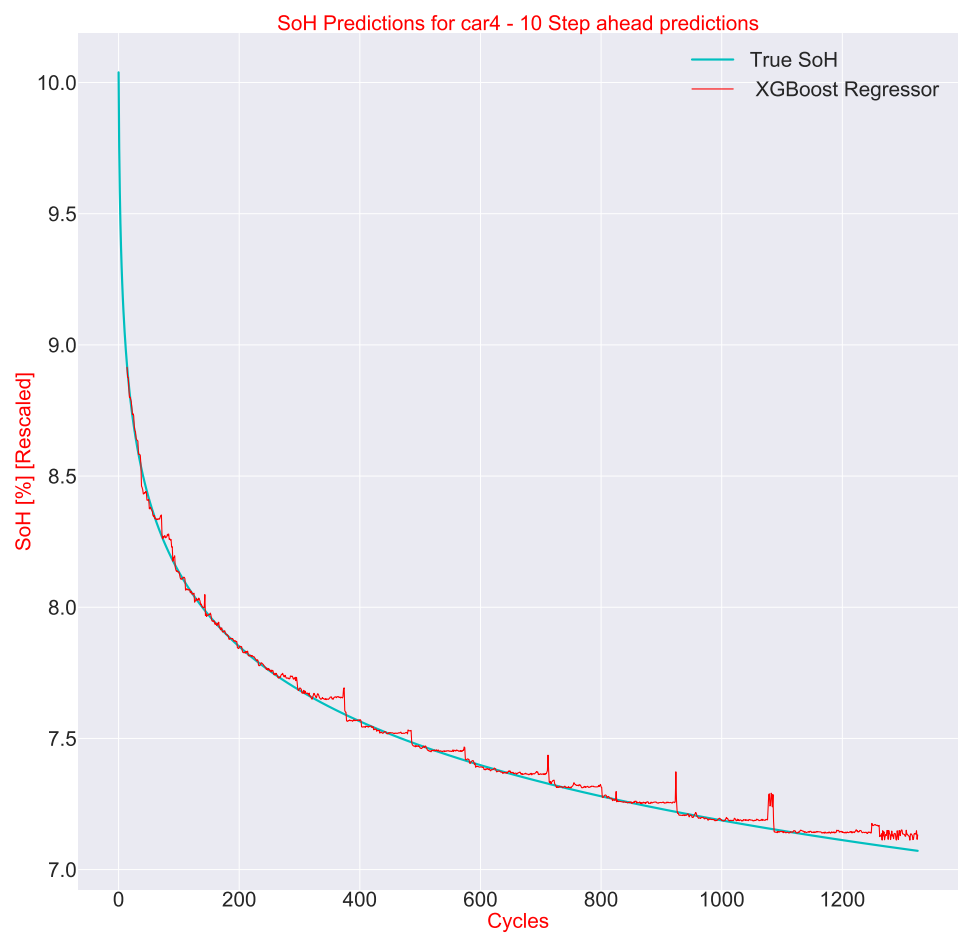 SoH Predictions for car4 - 10 Step ahead predictions
True SoH
XGBoost Regressor
SoH [%] [Rescaled]
10.0
9.5
9.0
8.5
8.0
7.5
7.0
0 200 400 600 800 1000 1200
Cycles